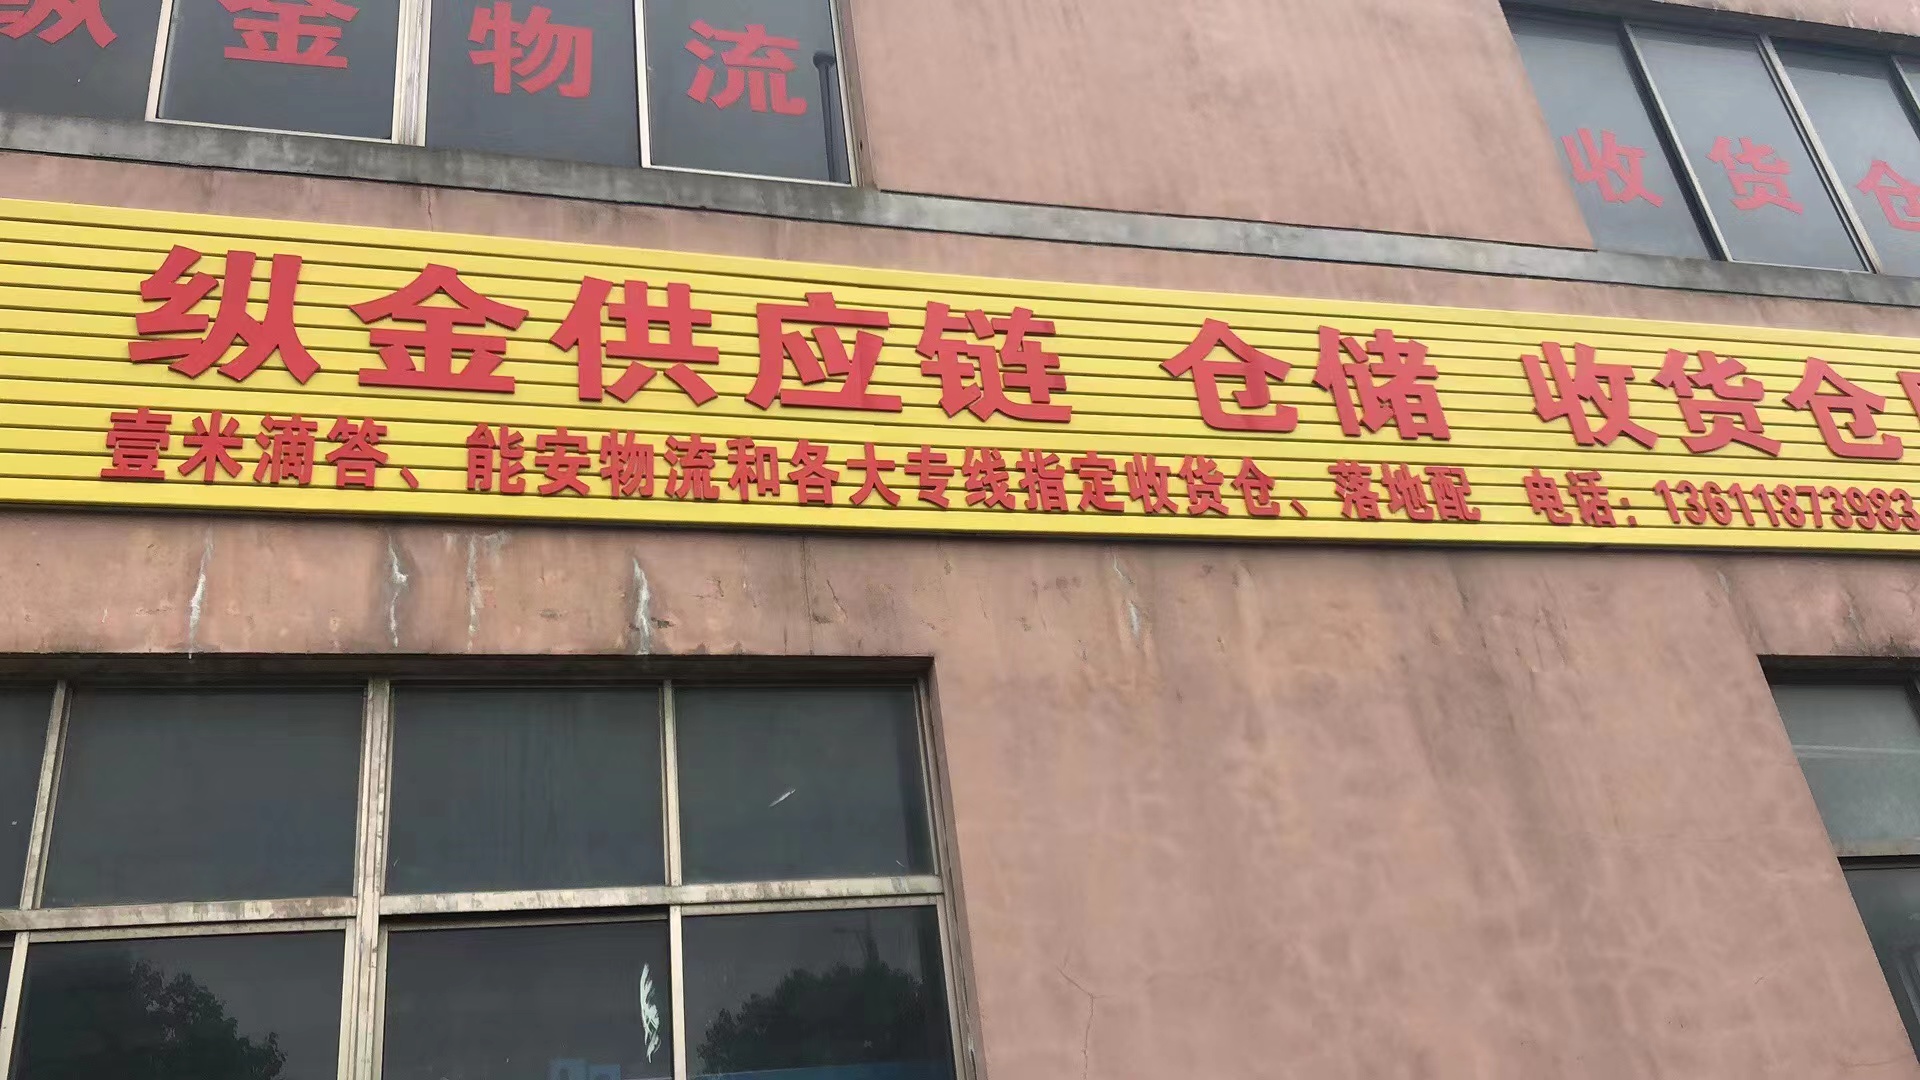 纵金物流
收货仓
纵金供应链 仓储 收货仓
壹米滴答、能安物流和各大专线指定收货仓、落地配 电话：13611873983